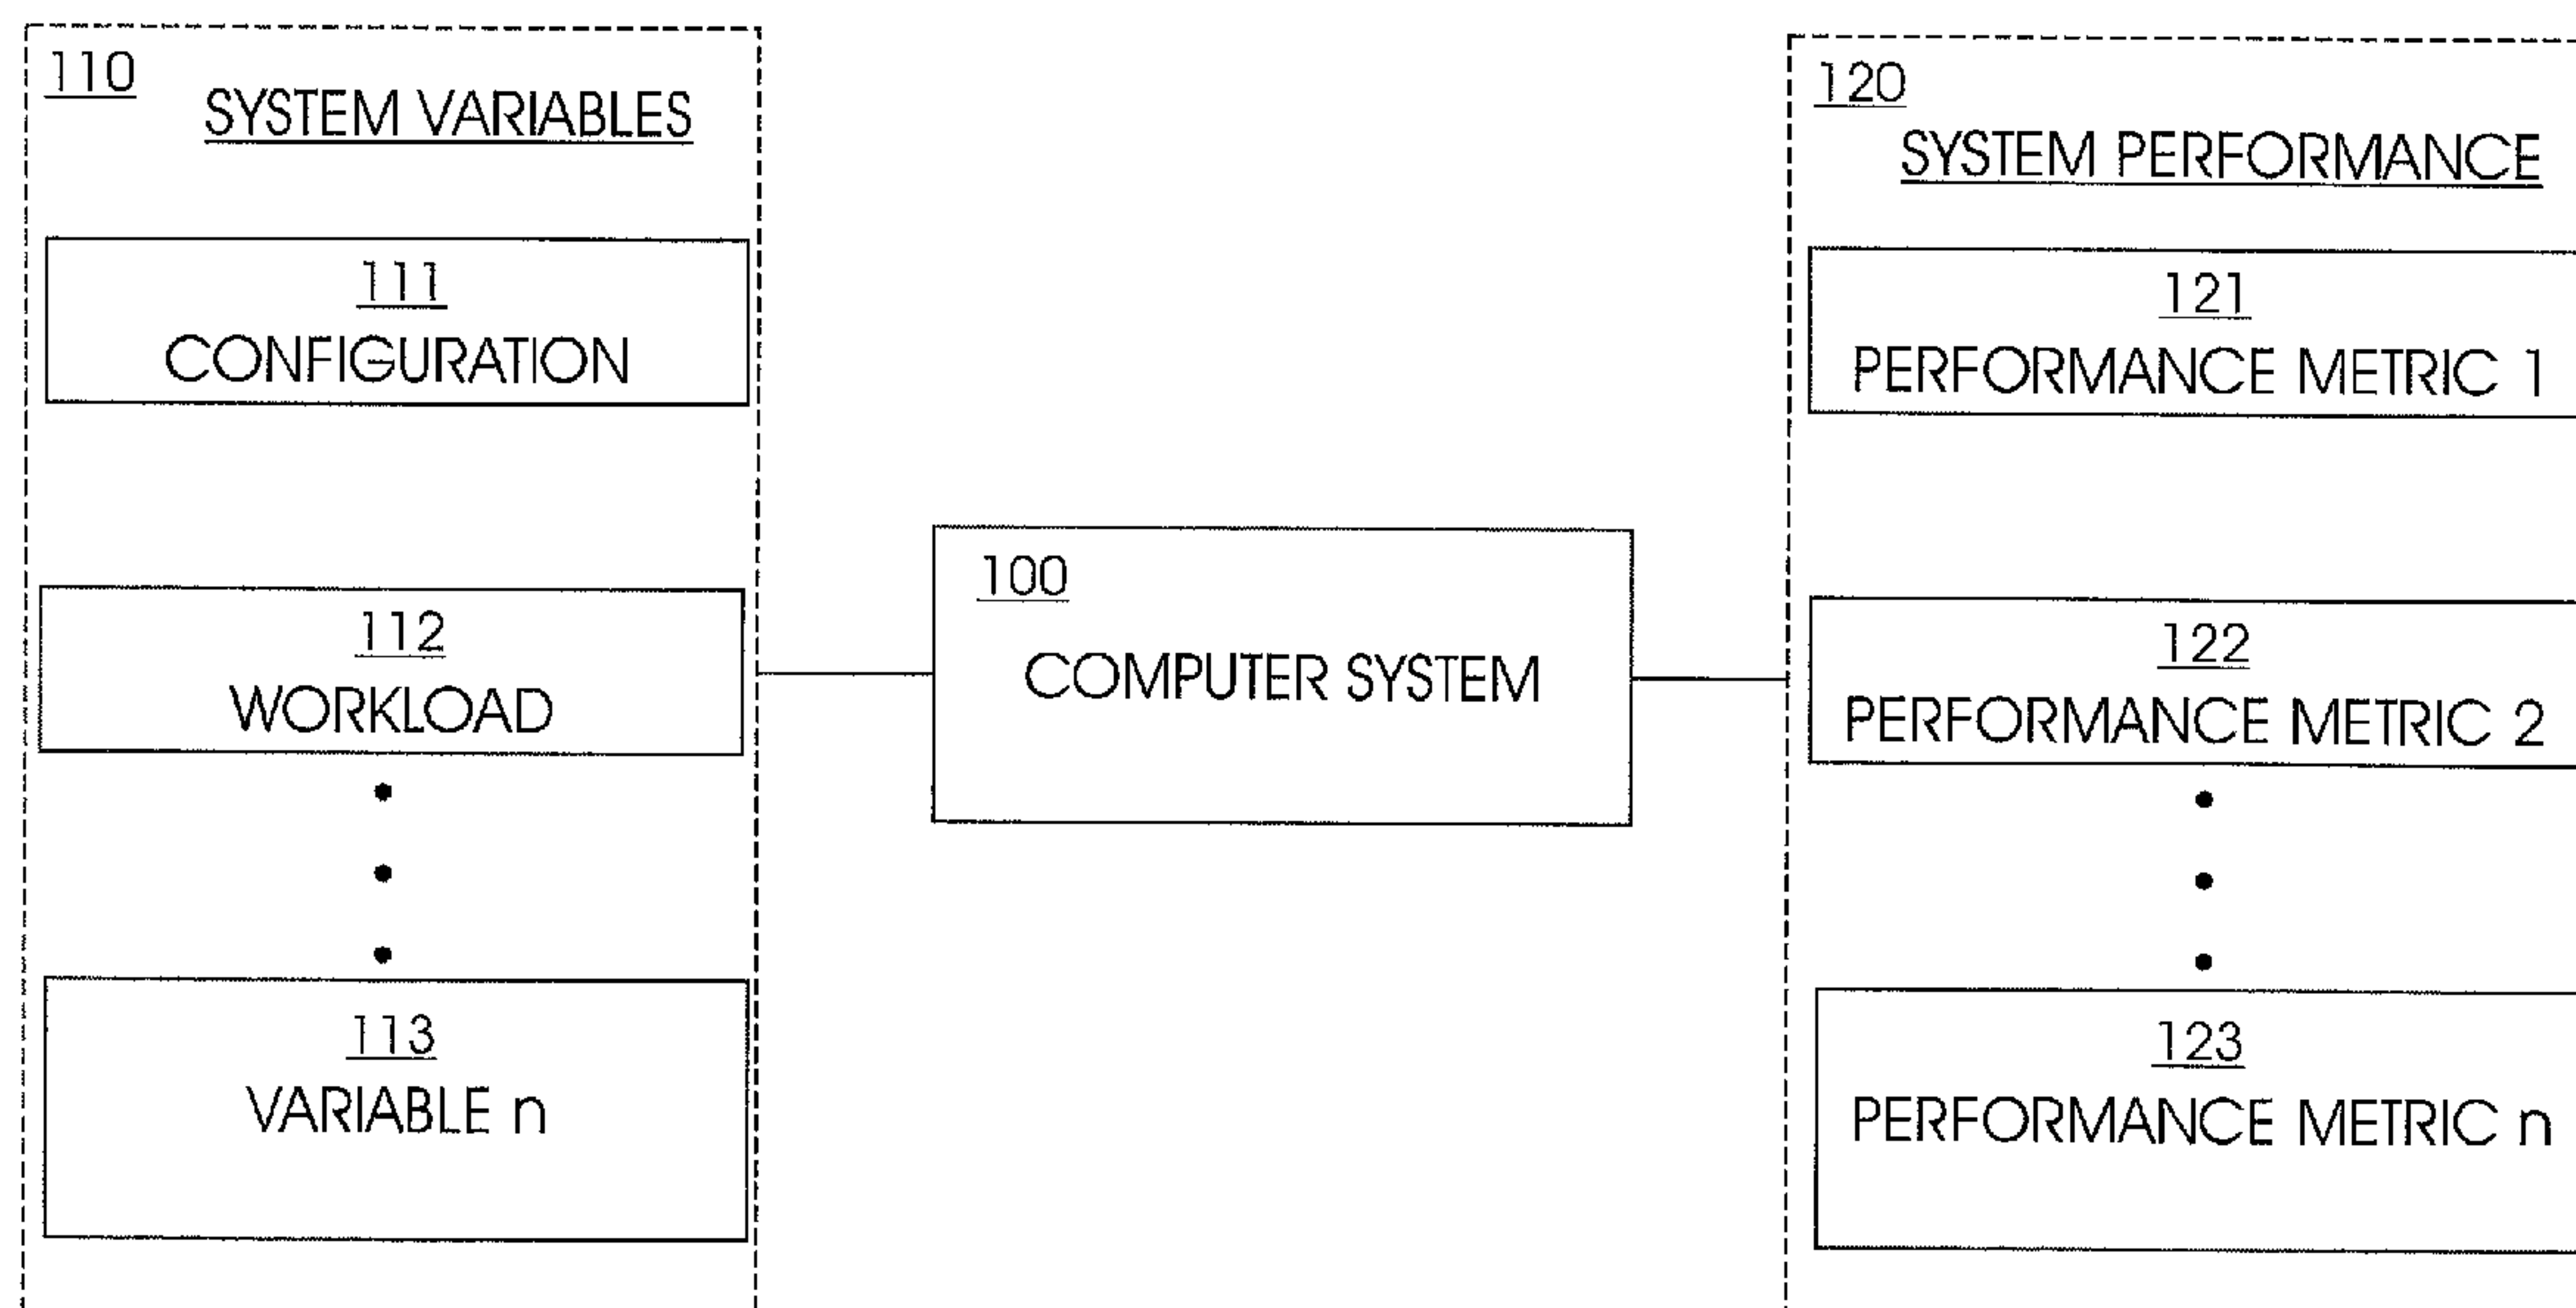 110
SYSTEM VARIABLES
111
CONFIGURATION
112
WORKLOAD
113
VARIABLE n
100
COMPUTER SYSTEM
120
SYSTEM PERFORMANCE
121
PERFORMANCE METRIC 1
122
PERFORMANCE METRIC 2
123
PERFORMANCE METRIC n